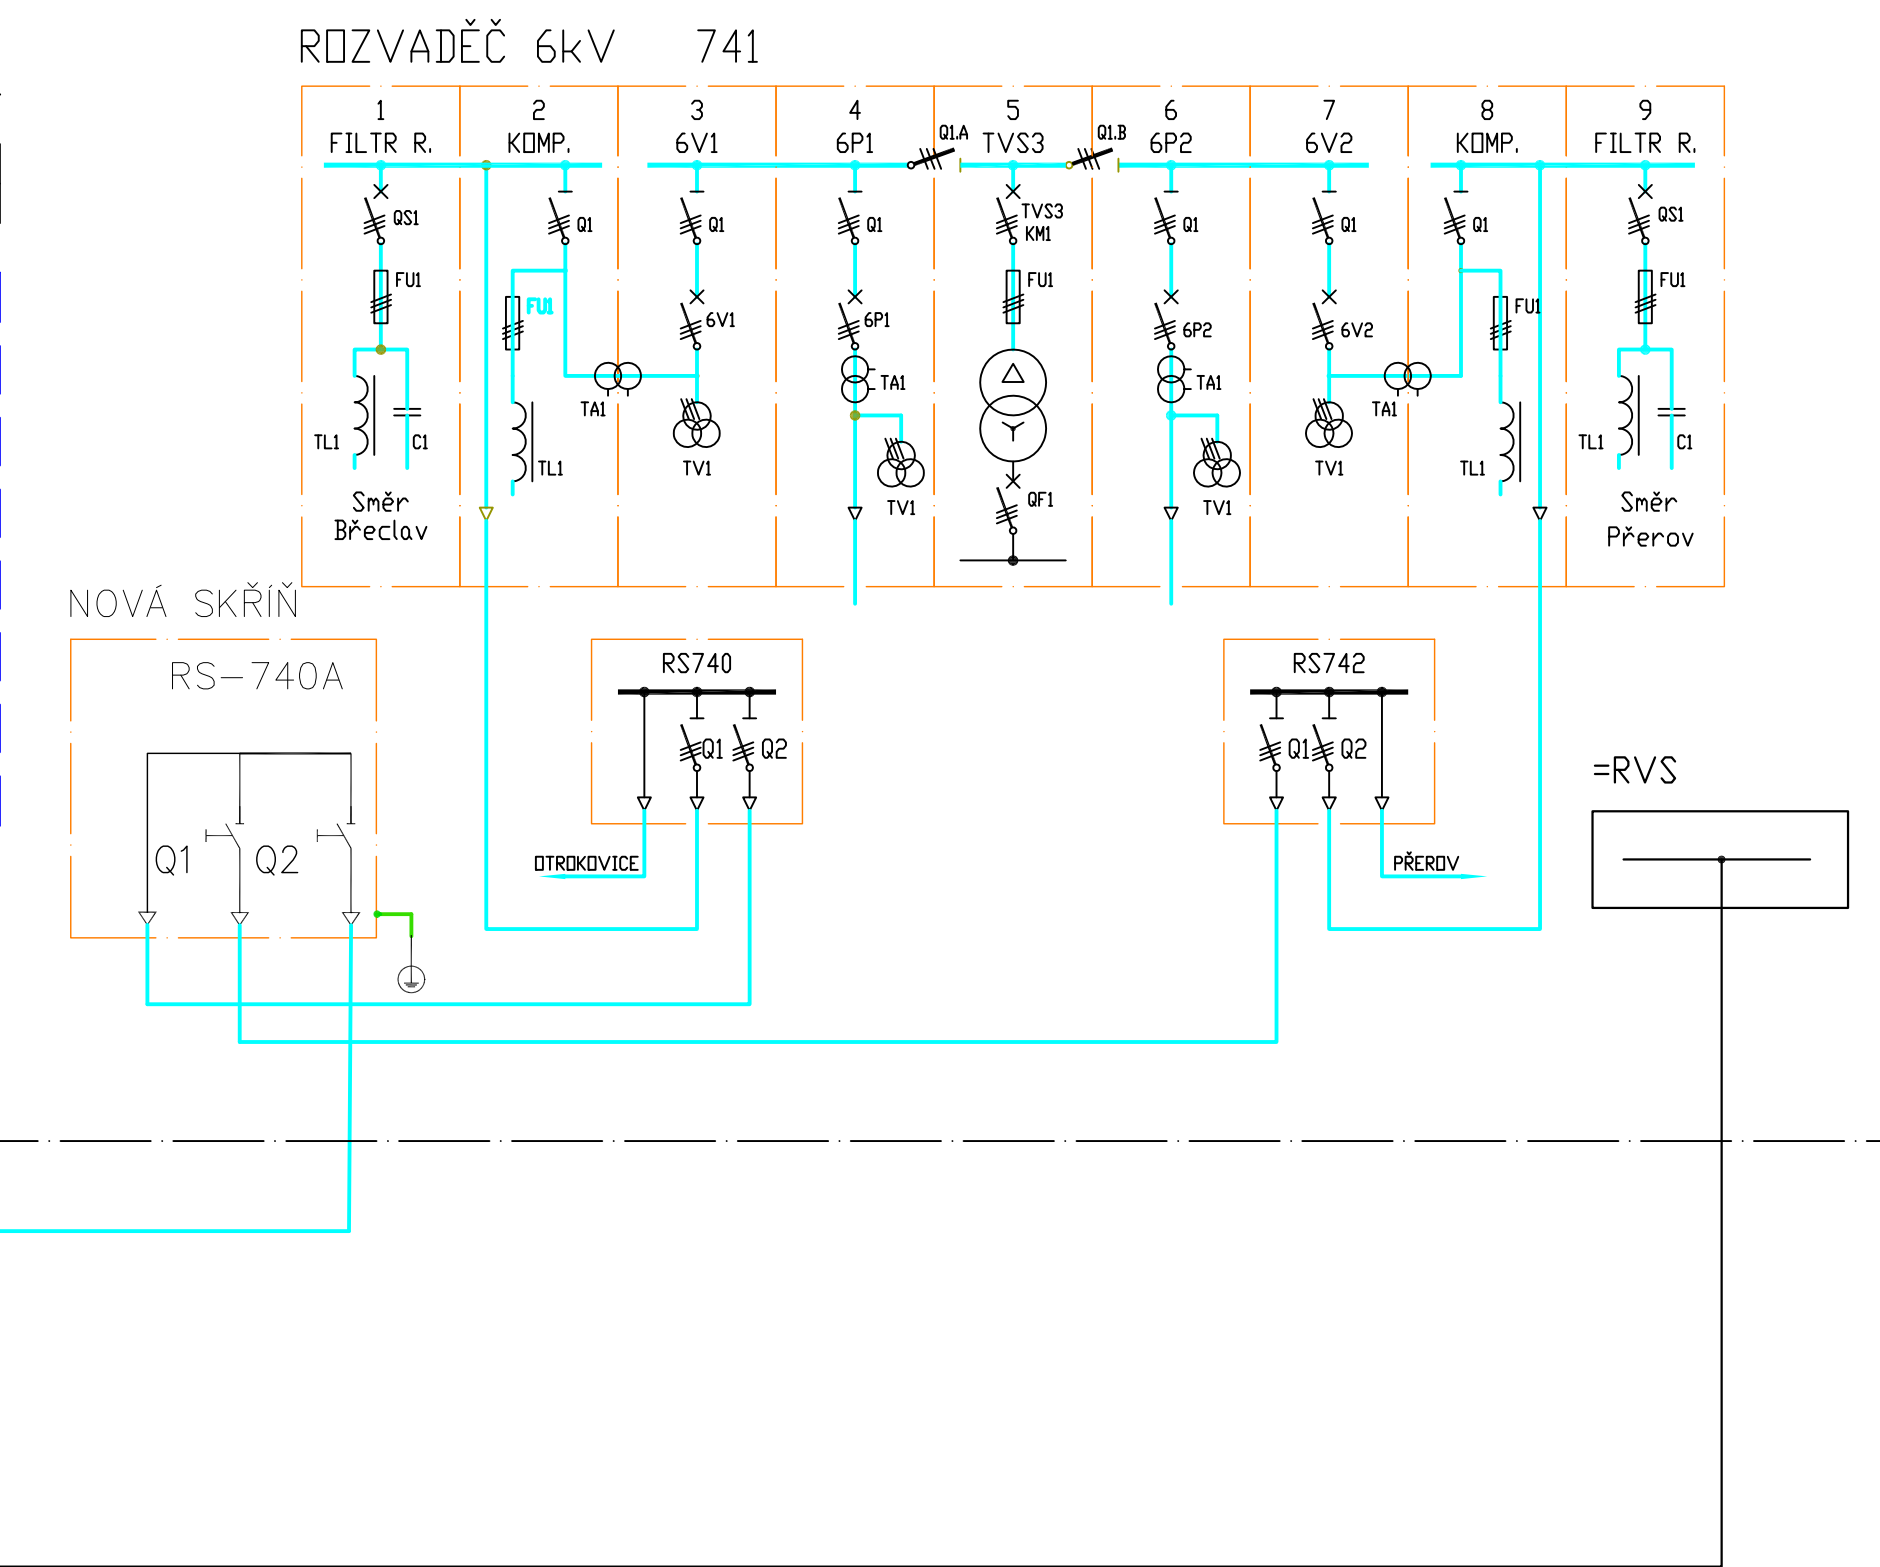 ROZVADĚČ 6kV 741
1 2 3 4 5 6 7 8 9
FILTR R. KOMP. 6V1 6P1 Q1.A TVS3 Q1.B 6P2 6V2 KOMP. FILTR R.
QS1 Q1 Q1 Q1 TVS3 Q1 Q1 Q1 QS1
KM1
FU1 FU1 FU1 FU1 FU1
6V1 6P1 6P2 6V2
TA1 TA1 TA1 TA1
TL1 C1 TL1 TV1 TV1 TV1 TV1 TL1 TL1 C1
Směr
Břeclav
QF1
Směr
Přerov
NOVÁ SKŘÍŇ
RS-740A
Q1 Q2
RS740
Q1 Q2
OTROKOVICE
RS742
Q1 Q2
PŘEROV
=RVS